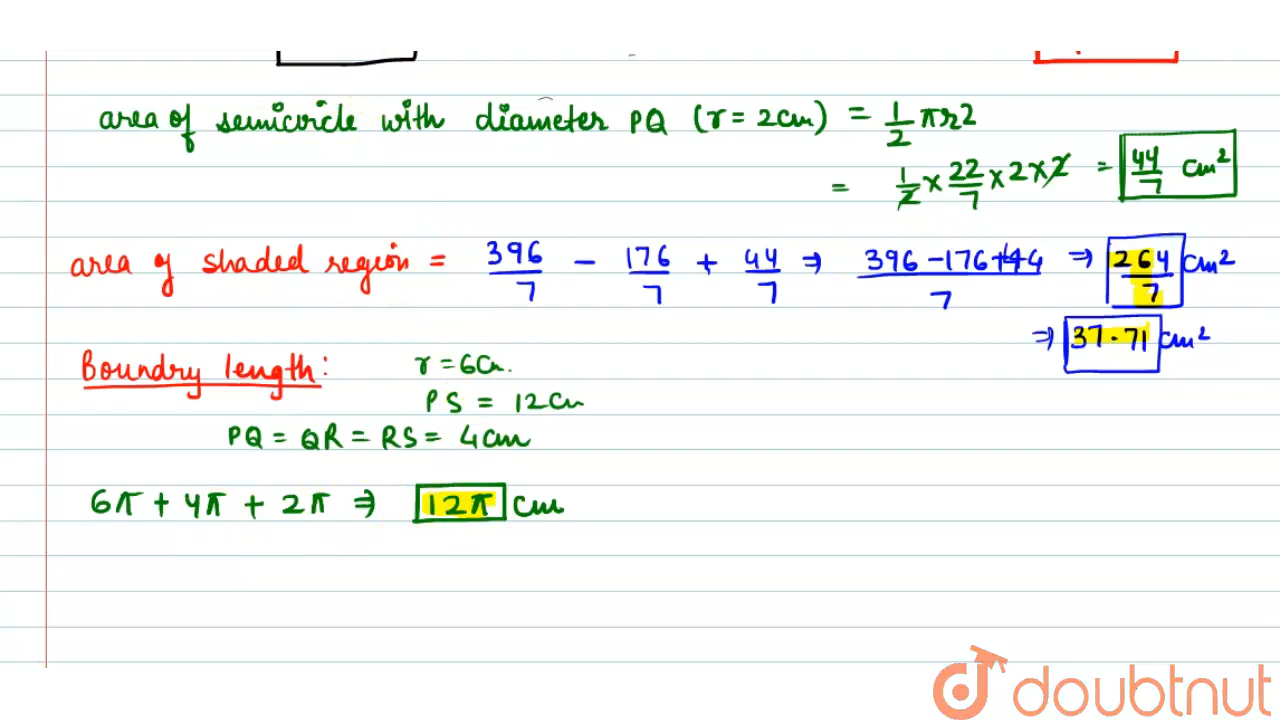 area of semicircle with diameter PQ (r = 2cm) = 1/2 πr2
= 1/2 × 22/7 × 2 × 2 = 44/7 cm²
area of shaded region = 396/7 - 176/7 + 44/7 ⇒ 396-176+44/7 ⇒ 264/7 cm²
⇒ 37.71 cm²
Boundry length: r = 6cm.
PS = 12cm
PQ = QR = RS = 4cm
6π + 4π + 2π ⇒ 12π cm
doubtnut